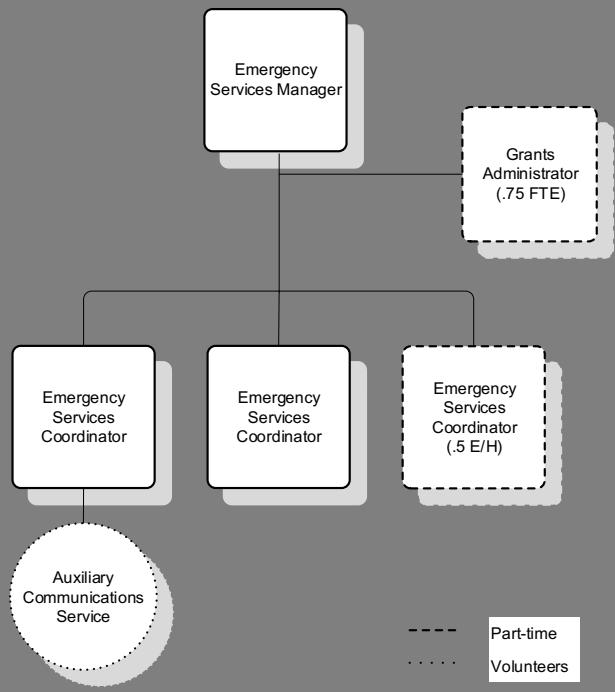 Emergency
Services Manager
Grants
Administrator
(.75 FTE)
Emergency
Services
Coordinator
Emergency
Services
Coordinator
Emergency
Services
Coordinator
(.5 E/H)
Auxiliary
Communications
Service
Part-time
Volunteers